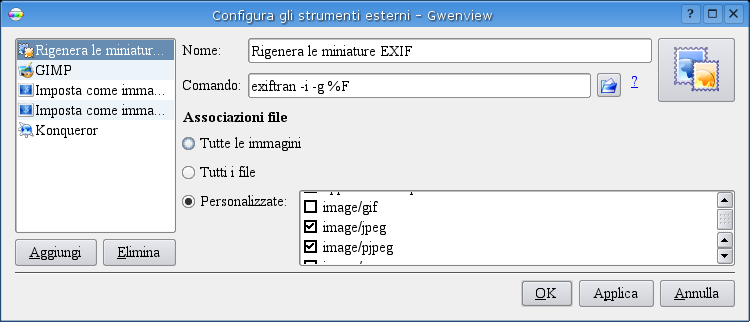 Configura gli strumenti esterni – Gwenview
Rigenera le miniatur...
GIMP
Imposta come imma...
Imposta come imma...
Konqueror
Aggiungi
Elimina
Nome:
Rigenera le miniature EXIF
Comando:
exiftran -i -g %F
?
Associazioni file
Tutte le immagini
Tutti i file
Personalizzate:
image/gif
image/jpeg
image/pjpeg
OK
Applica
Annulla